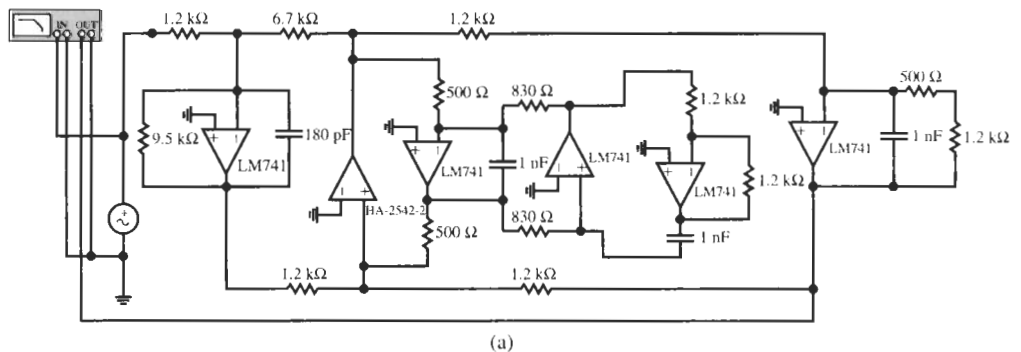 IN OUT
1.2 kΩ
6.7 kΩ
1.2 kΩ
9.5 kΩ
+
LM741
180 pF
HA-2542-2
+
500 Ω
+
LM741
500 Ω
830 Ω
1 nF
830 Ω
+
LM741
1.2 kΩ
+
LM741
1.2 kΩ
1 nF
+
LM741
500 Ω
1 nF
1.2 kΩ
1.2 kΩ
1.2 kΩ
(a)